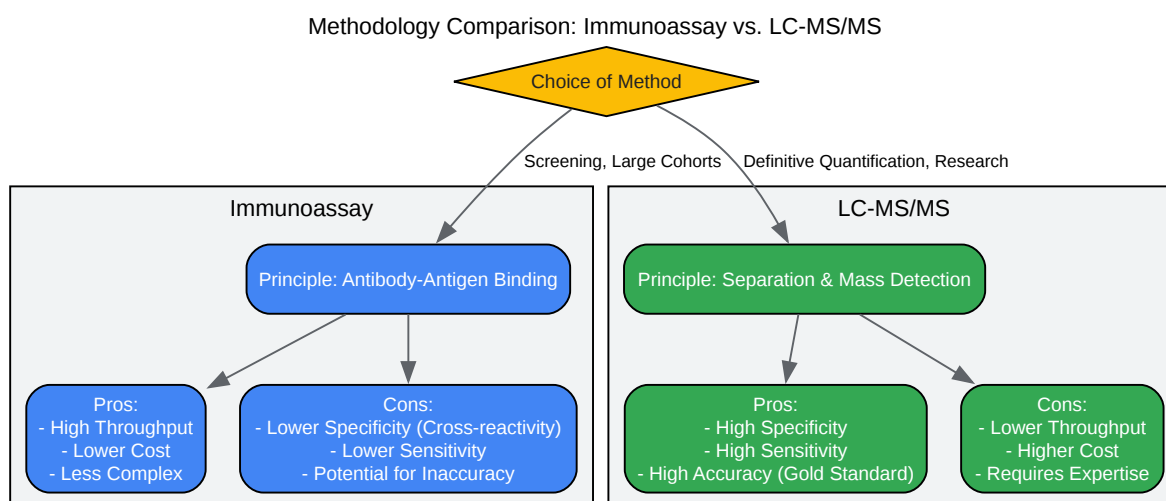 Methodology Comparison: Immunoassay vs. LC-MS/MS
Choice of Method
Screening, Large Cohorts
Definitive Quantification, Research
Immunoassay
Principle: Antibody-Antigen Binding
Pros:
- High Throughput
- Lower Cost
- Less Complex
Cons:
- Lower Specificity (Cross-reactivity)
- Lower Sensitivity
- Potential for Inaccuracy
LC-MS/MS
Principle: Separation & Mass Detection
Pros:
- High Specificity
- High Sensitivity
- High Accuracy (Gold Standard)
Cons:
- Lower Throughput
- Higher Cost
- Requires Expertise